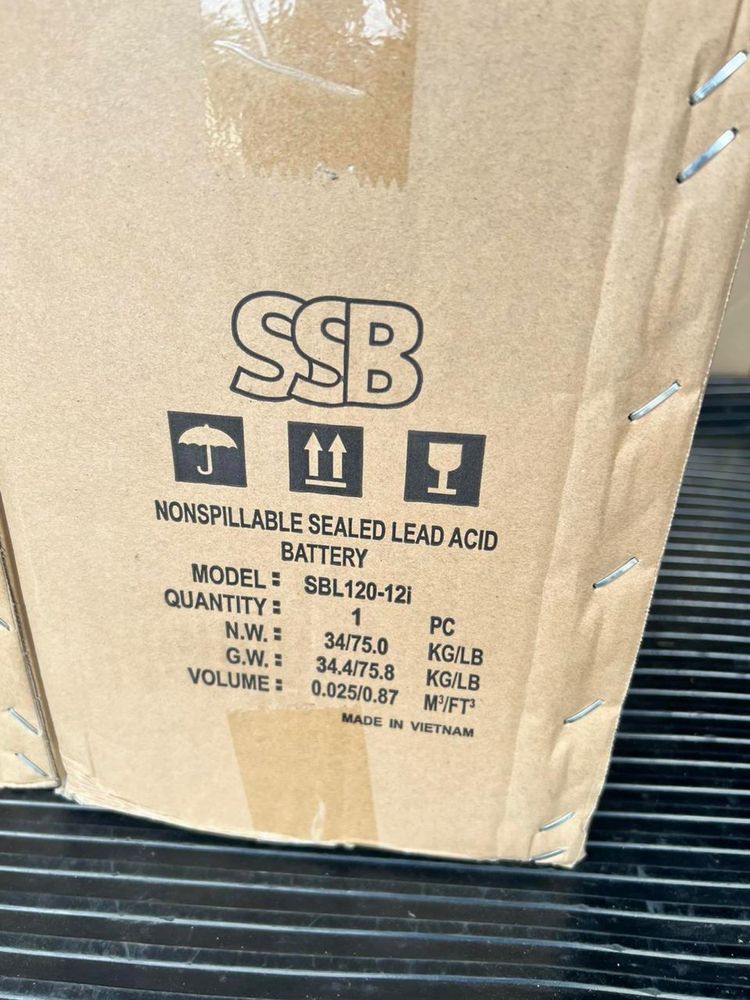 SSB
NONSPILLABLE SEALED LEAD ACID
BATTERY
MODEL : SBL120-12i
QUANTITY : 1 PC
N.W. : 34/75.0 KG/LB
G.W. : 34.4/75.8 KG/LB
VOLUME : 0.025/0.87 M³/FT³
MADE IN VIETNAM